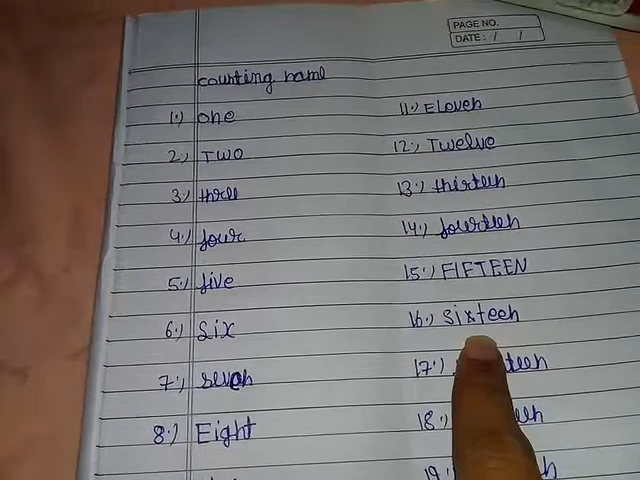 PAGE NO.
DATE: / /
counting name
1.) one
2.) Two
3.) three
4.) four
5.) five
6.) Six
7.) seven
8.) Eight
11.) Eleven
12.) Twelve
13.) thirteen
14.) fourteen
15.) FIFTEEN
16.) sixteen
17.)
18.)
19.)